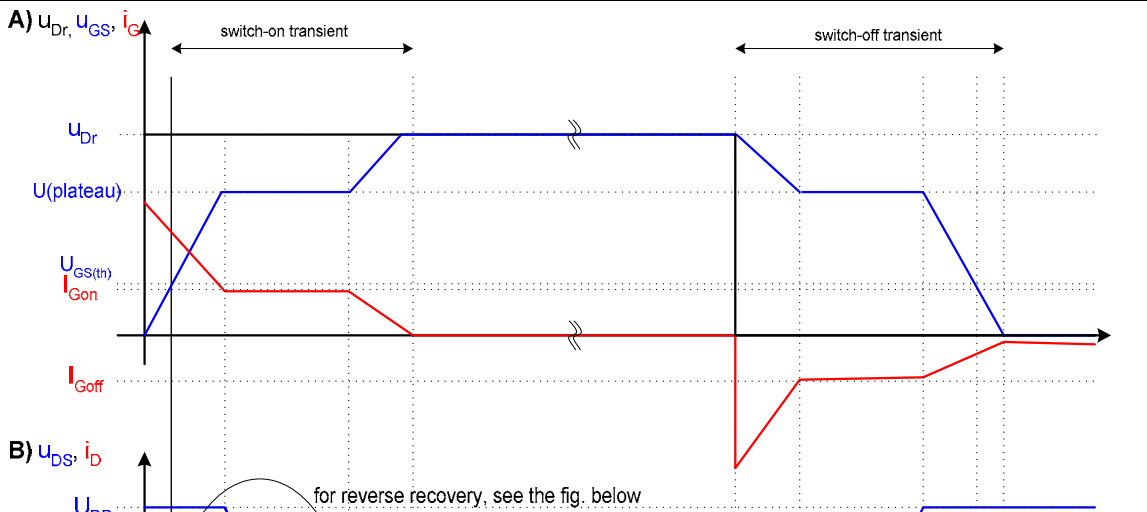 A) uDr, uGS, iG
switch-on transient
switch-off transient
uDr
U(plateau)
UGS(th)
IGon
IGoff
B) uDS, iD
for reverse recovery, see the fig. below